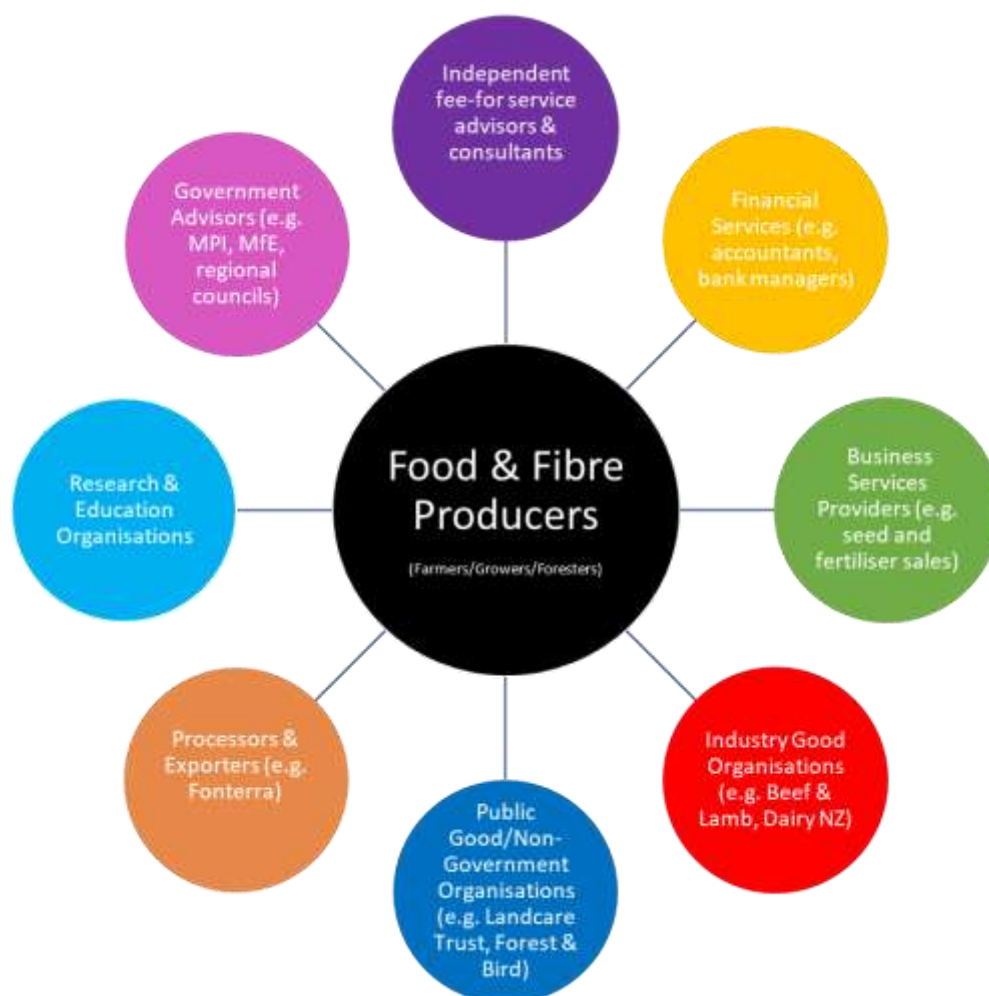 Independent
fee-for service
advisors &
consultants
Financial
Services (e.g.
accountants,
bank managers)
Business
Services
Providers (e.g.
seed and
fertiliser sales)
Industry Good
Organisations
(e.g. Beef &
Lamb, Dairy NZ)
Public
Good/Non-
Government
Organisations
(e.g. Landcare
Trust, Forest &
Bird)
Processors &
Exporters (e.g.
Fonterra)
Research &
Education
Organisations
Government
Advisors (e.g.
MPI, MfE,
regional
councils)
Food & Fibre
Producers
(Farmers/Growers/Foresters)